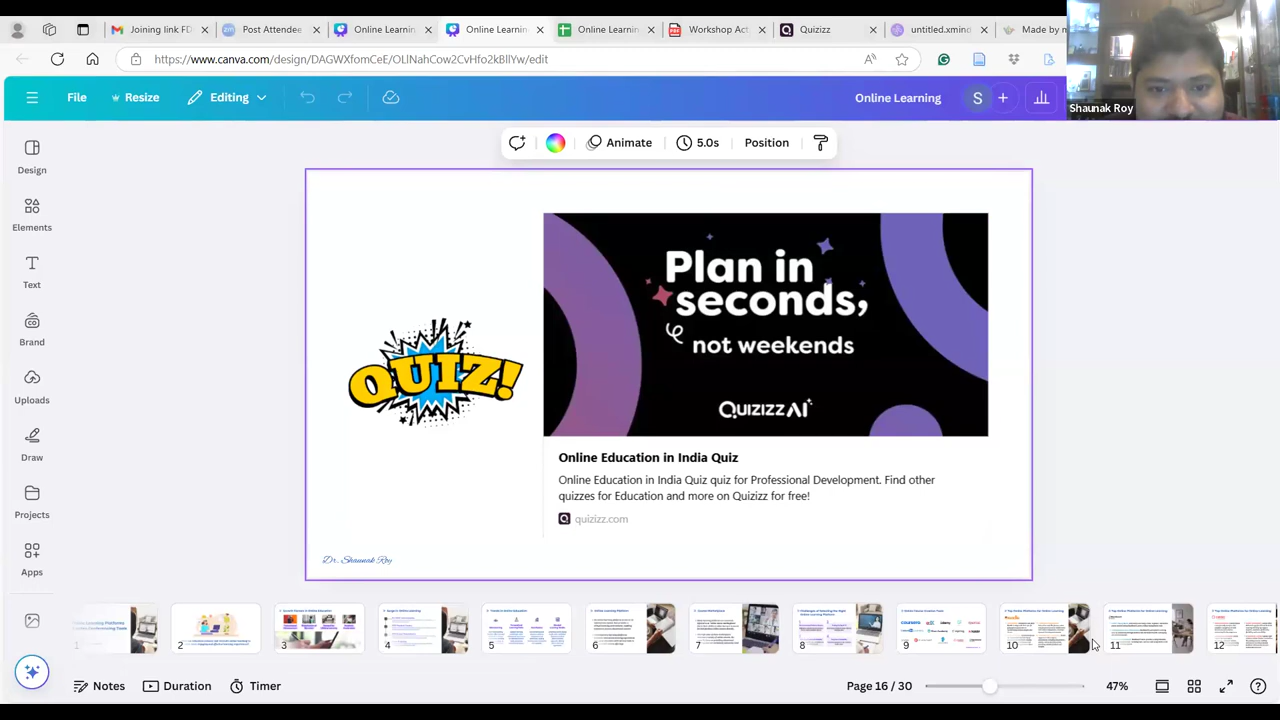 Joining link FD
Post Attendee
Online Learnin
Online Learnin
Online Learnin
Workshop Act
Quizizz
untitled.xmind
Made by n
https://www.canva.com/design/DAGVYfomCeE/OLlNahCow2CvHfo2kBllYw/edit
File
Resize
Editing
Online Learning
S
Shaunak Roy
Animate
5.0s
Position
Design
Elements
Text
Brand
Uploads
Draw
Projects
Apps
Plan in
seconds,
not weekends
QUIZIZZ AI
QUIZ!
Online Education in India Quiz
Online Education in India Quiz quiz for Professional Development. Find other
quizzes for Education and more on Quizizz for free!
quizizz.com
Dr. Shaunak Roy
2
3
4
5
6
7
8
9
10
11
12
Notes
Duration
Timer
Page 16 / 30
47%